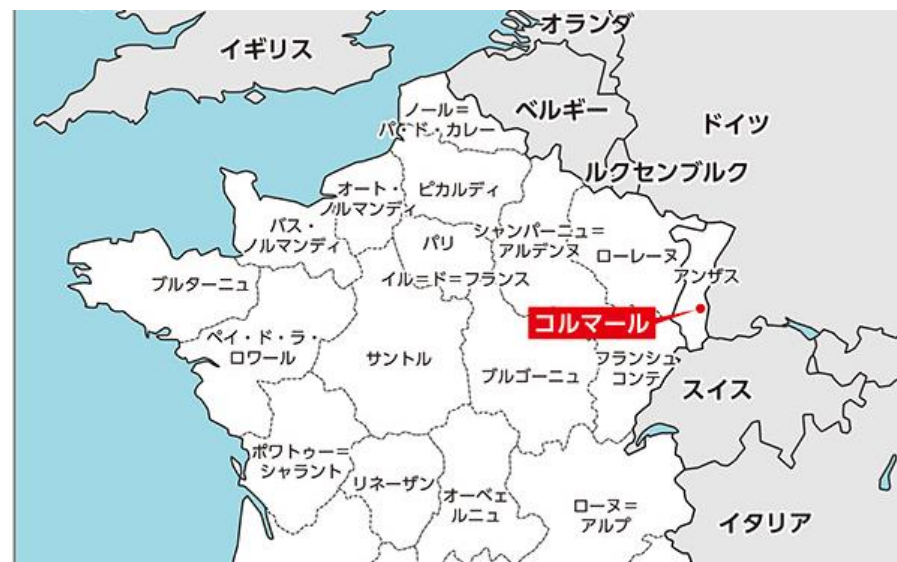 オランダ
イギリス
ベルギー
ノール=
パ・ド・カレー
ドイツ
ルクセンブルク
オート・
ノルマンディ
ピカルディ
バス・
ノルマンディ
シャンパーニュ=
アルデンヌ
パリ
ローレーヌ
アンザス
イル=ド=フランス
ブルターニュ
コルマール
ペイ・ド・ラ・
ロワール
サントル
ブルゴーニュ
フランシュ
コンテ
スイス
ポワトゥー=
シャラント
リネーザン
オーベェ
ルニュ
ローヌ=
アルプ
イタリア